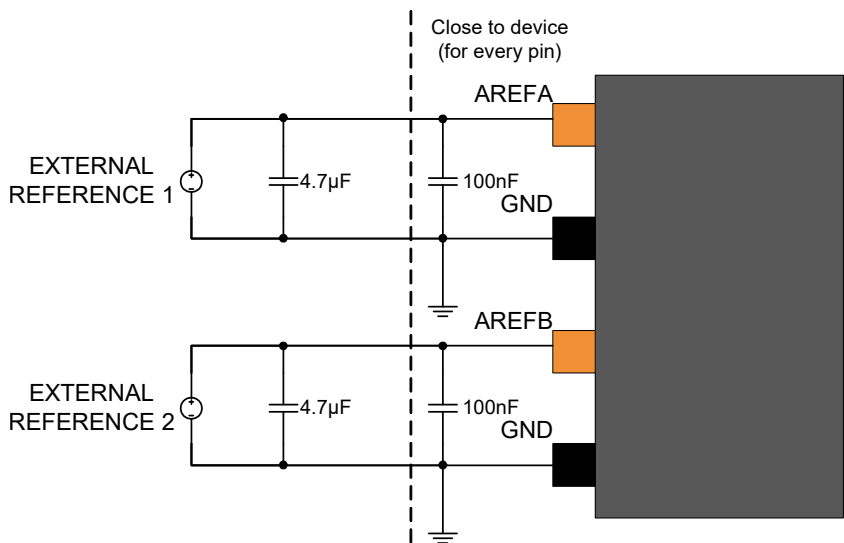 Close to device
(for every pin)
AREFA
EXTERNAL
REFERENCE 1
+
-
4.7µF
100nF
GND
AREFB
EXTERNAL
REFERENCE 2
+
-
4.7µF
100nF
GND